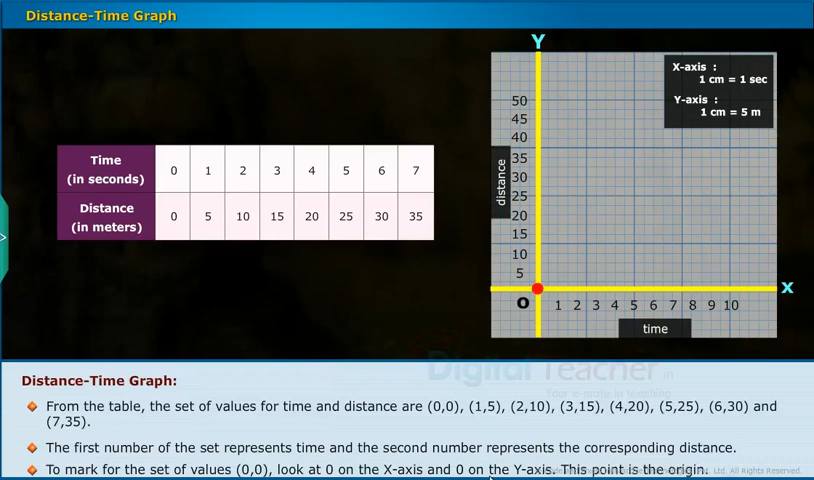 Distance-Time Graph
Y
X-axis :
1 cm = 1 sec
Y-axis :
1 cm = 5 m
50
45
40
35
30
25
20
15
10
5
distance
Time (in seconds) 0 1 2 3 4 5 6 7
Distance (in meters) 0 5 10 15 20 25 30 35
X
O 1 2 3 4 5 6 7 8 9 10
time
Digital Teacher.in
Distance-Time Graph:
From the table, the set of values for time and distance are (0,0), (1,5), (2,10), (3,15), (4,20), (5,25), (6,30) and
(7,35).
The first number of the set represents time and the second number represents the corresponding distance.
To mark for the set of values (0,0), look at 0 on the X-axis and 0 on the Y-axis. This point is the origin.
Ltd. All Rights Reserved.